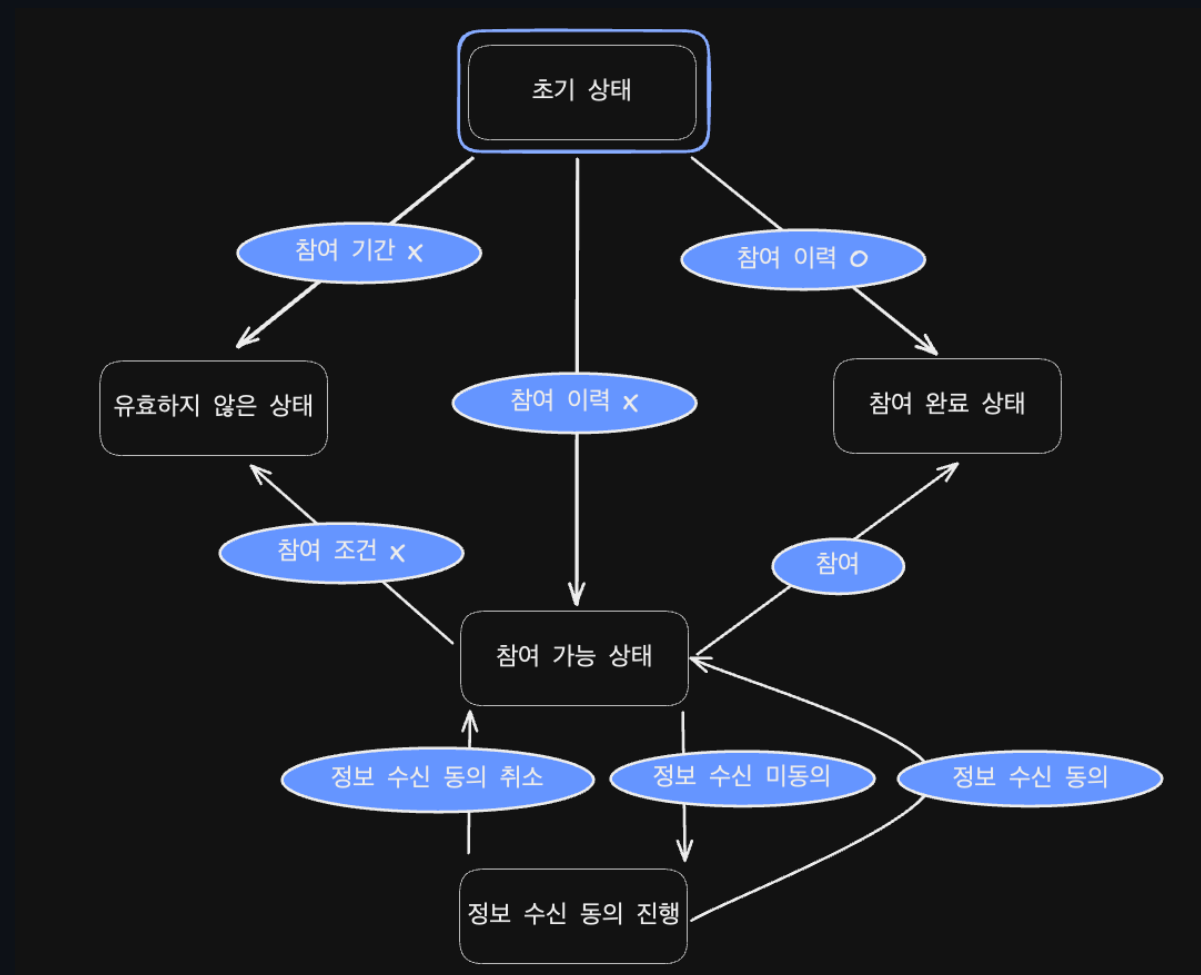 초기 상태
참여 기간 X
참여 이력 O
유효하지 않은 상태
참여 이력 X
참여 완료 상태
참여 조건 X
참여
참여 가능 상태
정보 수신 동의 취소
정보 수신 미동의
정보 수신 동의
정보 수신 동의 진행